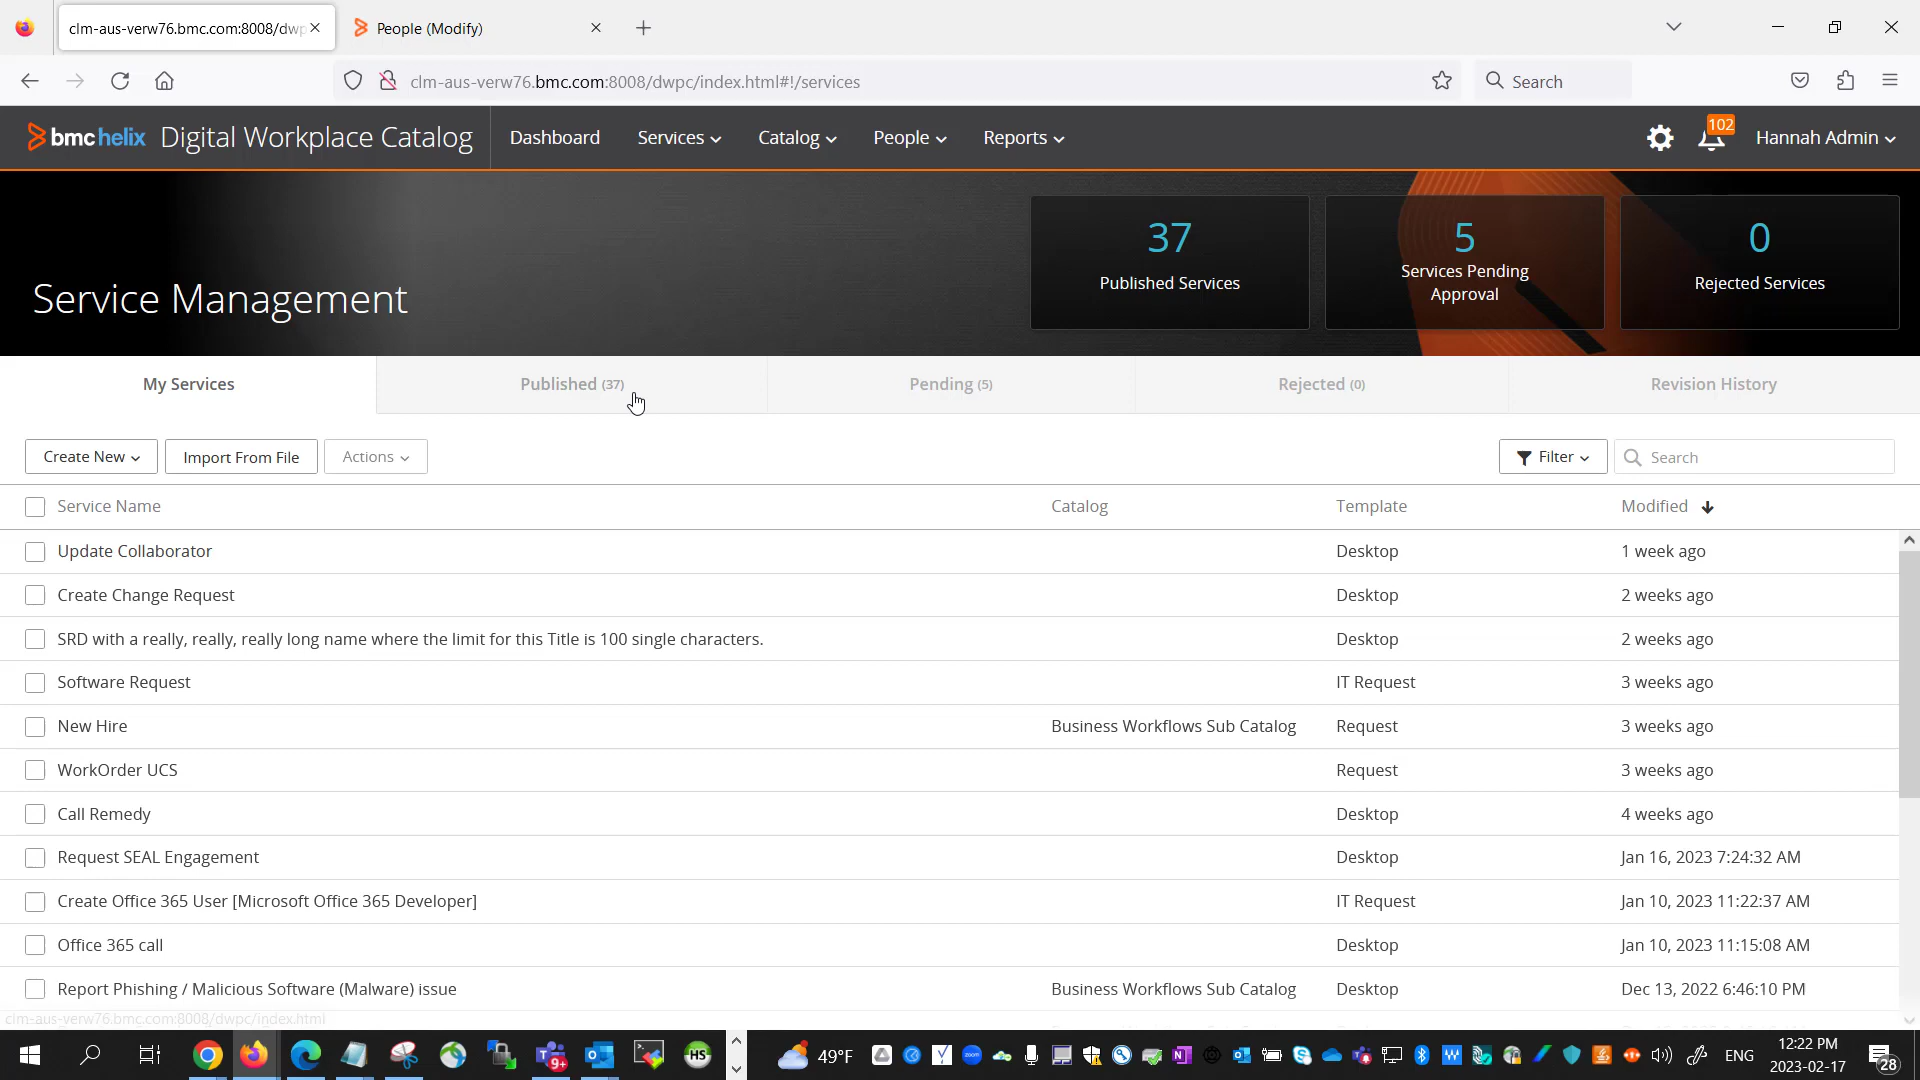 clm-aus-verw76.bmc.com:8008/dwp
People (Modify)
clm-aus-verw76.bmc.com:8008/dwpc/index.html#!/services
Search
bmc helix Digital Workplace Catalog
Dashboard
Services
Catalog
People
Reports
102
Hannah Admin
Service Management
37
Published Services
5
Services Pending
Approval
0
Rejected Services
My Services
Published (37)
Pending (5)
Rejected (0)
Revision History
Create New
Import From File
Actions
Filter
Search
Service Name Catalog Template Modified
Update Collaborator Desktop 1 week ago
Create Change Request Desktop 2 weeks ago
SRD with a really, really, really long name where the limit for this Title is 100 single characters. Desktop 2 weeks ago
Software Request IT Request 3 weeks ago
New Hire Business Workflows Sub Catalog Request 3 weeks ago
WorkOrder UCS Request 3 weeks ago
Call Remedy Desktop 4 weeks ago
Request SEAL Engagement Desktop Jan 16, 2023 7:24:32 AM
Create Office 365 User [Microsoft Office 365 Developer] IT Request Jan 10, 2023 11:22:37 AM
Office 365 call Desktop Jan 10, 2023 11:15:08 AM
Report Phishing / Malicious Software (Malware) issue Business Workflows Sub Catalog Desktop Dec 13, 2022 6:46:10 PM
clm-aus-verw76.bmc.com:8008/dwpc/index.html
9+
HS
49°F
zoom
ENG
12:22 PM
2023-02-17
28